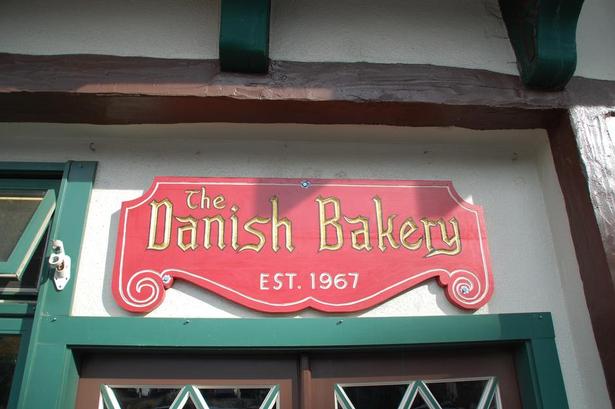 The
Danish Bakery
EST. 1967